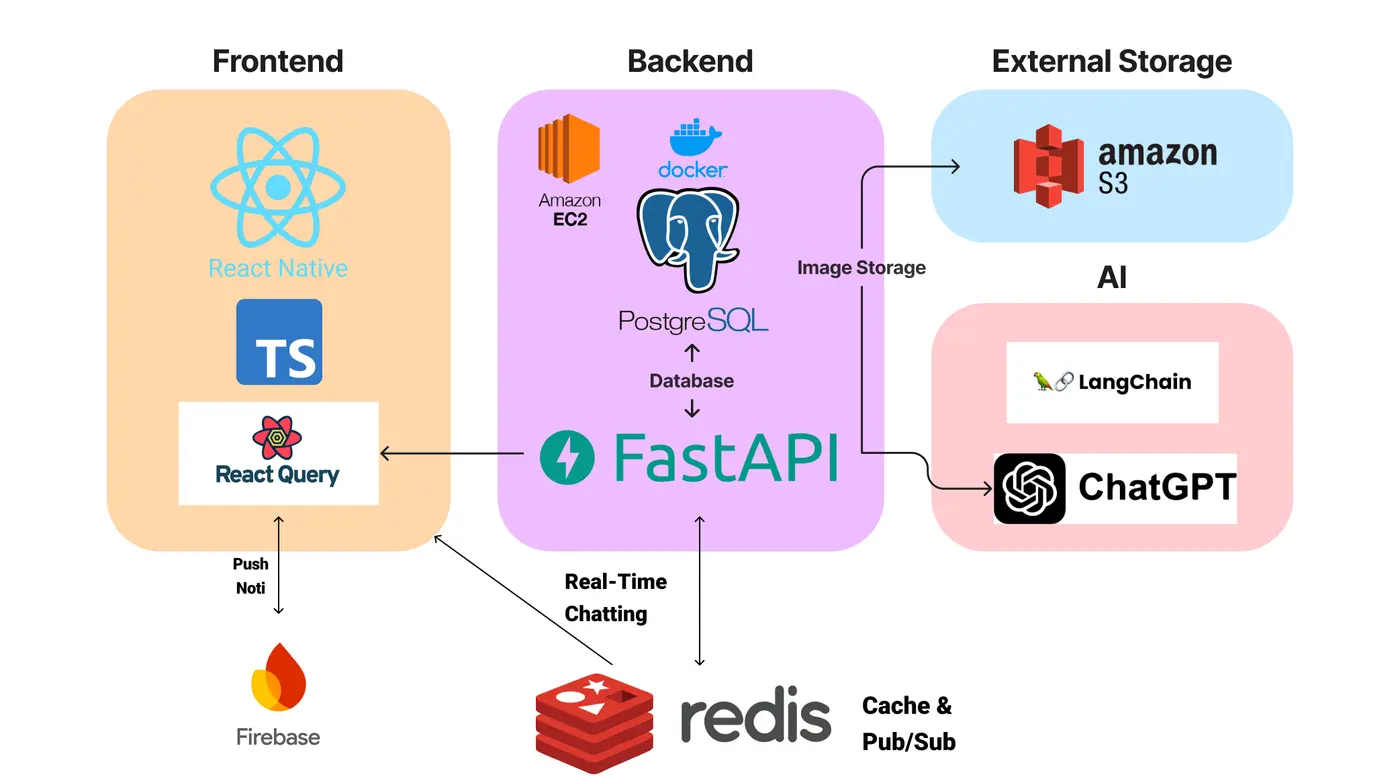 Frontend
Backend
External Storage
React Native
TS
React Query
Push
Noti
Firebase
Amazon
EC2
docker
PostgreSQL
Database
FastAPI
Image Storage
amazon
S3
AI
LangChain
ChatGPT
Real-Time
Chatting
redis
Cache &
Pub/Sub